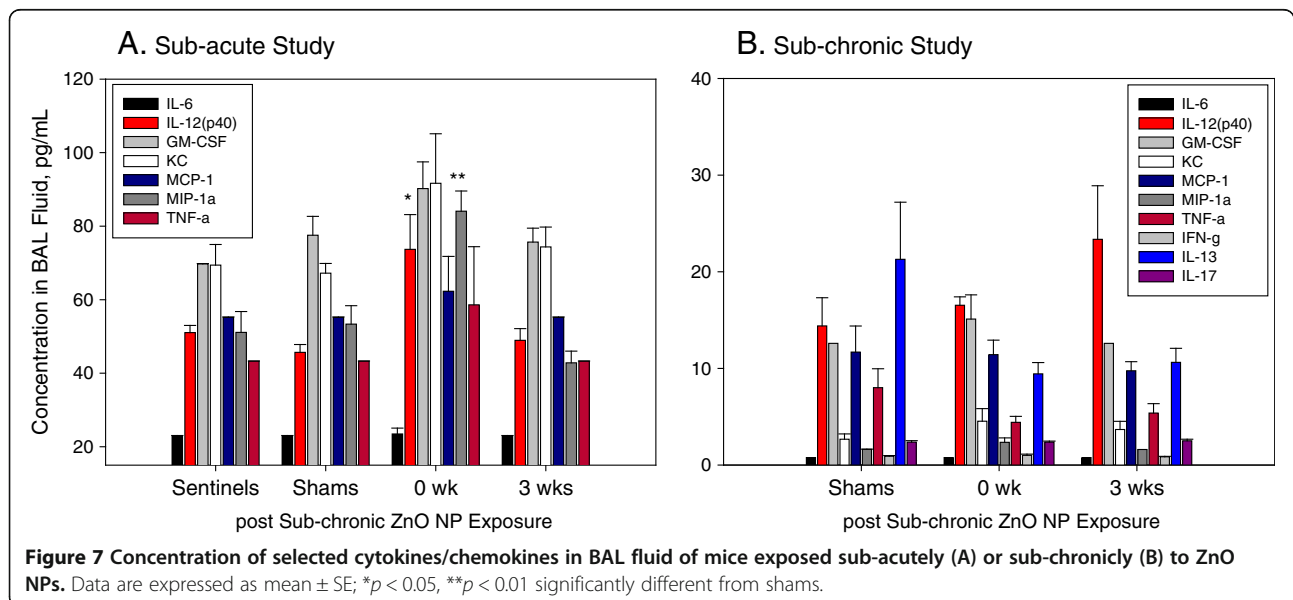 A. Sub-acute Study
B. Sub-chronic Study
Concentration in BAL Fluid, pg/mL
120
100
80
60
40
20
IL-6
IL-12(p40)
GM-CSF
KC
MCP-1
MIP-1a
TNF-a
*
**
Sentinels Shams 0 wk 3 wks
post Sub-chronic ZnO NP Exposure
40
30
20
10
0
IL-6
IL-12(p40)
GM-CSF
KC
MCP-1
MIP-1a
TNF-a
IFN-g
IL-13
IL-17
Shams 0 wk 3 wks
post Sub-chronic ZnO NP Exposure
Figure 7 Concentration of selected cytokines/chemokines in BAL fluid of mice exposed sub-acutely (A) or sub-chronicly (B) to ZnO
NPs. Data are expressed as mean ± SE; *p < 0.05, **p < 0.01 significantly different from shams.